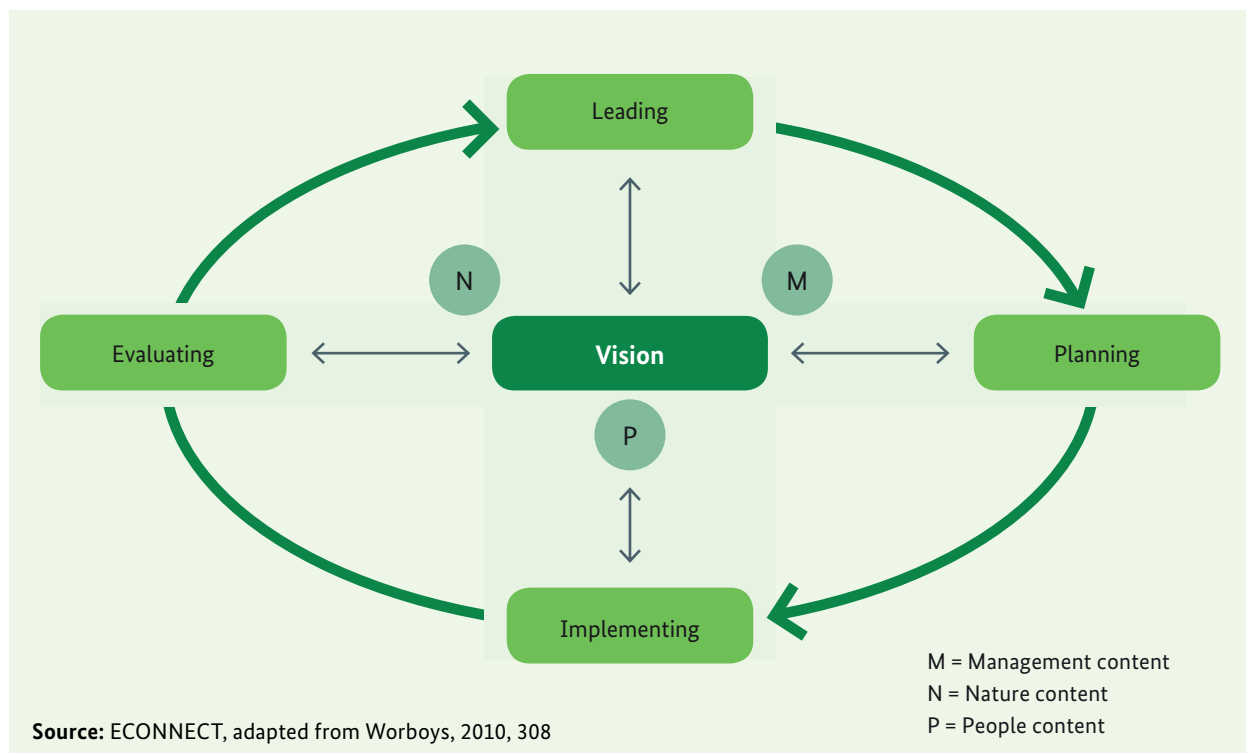 Leading
N
M
Evaluating
Vision
Planning
P
Implementing
M = Management content
N = Nature content
P = People content
Source: ECONNECT, adapted from Worboys, 2010, 308